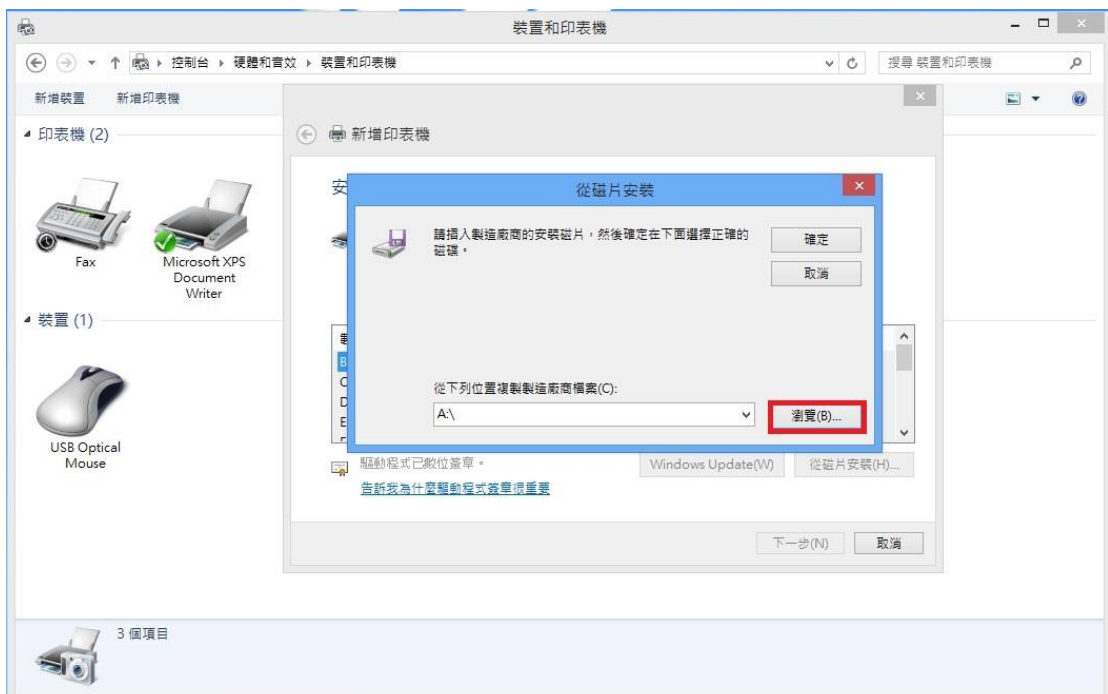 裝置和印表機
控制台 硬體和音效 裝置和印表機
搜尋 裝置和印表機
新增裝置 新增印表機
印表機 (2)
新增印表機
安
從磁片安裝
請插入製造廠商的安裝磁片，然後確定在下面選擇正確的
磁碟。
確定
取消
Fax
Microsoft XPS
Document
Writer
裝置 (1)
B
C
D
E
從下列位置複製製造廠商檔案(C):
A:\
瀏覽(B)...
USB Optical
Mouse
驅動程式已數位簽章。
Windows Update(W)
從磁片安裝(H)...
告訴我為什麼驅動程式簽章很重要
下一步(N)
取消
3 個項目